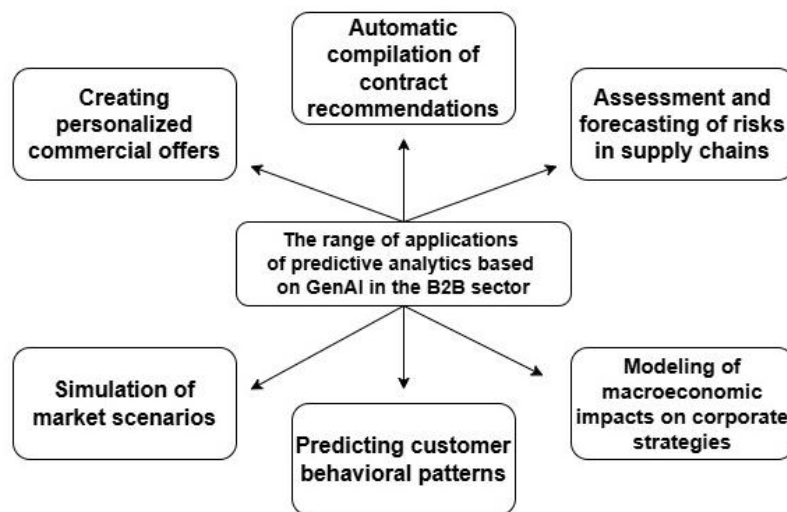 Automatic
compilation of
contract
recommendations
Creating
personalized
commercial offers
Assessment and
forecasting of risks
in supply chains
The range of applications
of predictive analytics based
on GenAI in the B2B sector
Simulation of
market scenarios
Predicting customer
behavioral patterns
Modeling of
macroeconomic
impacts on corporate
strategies